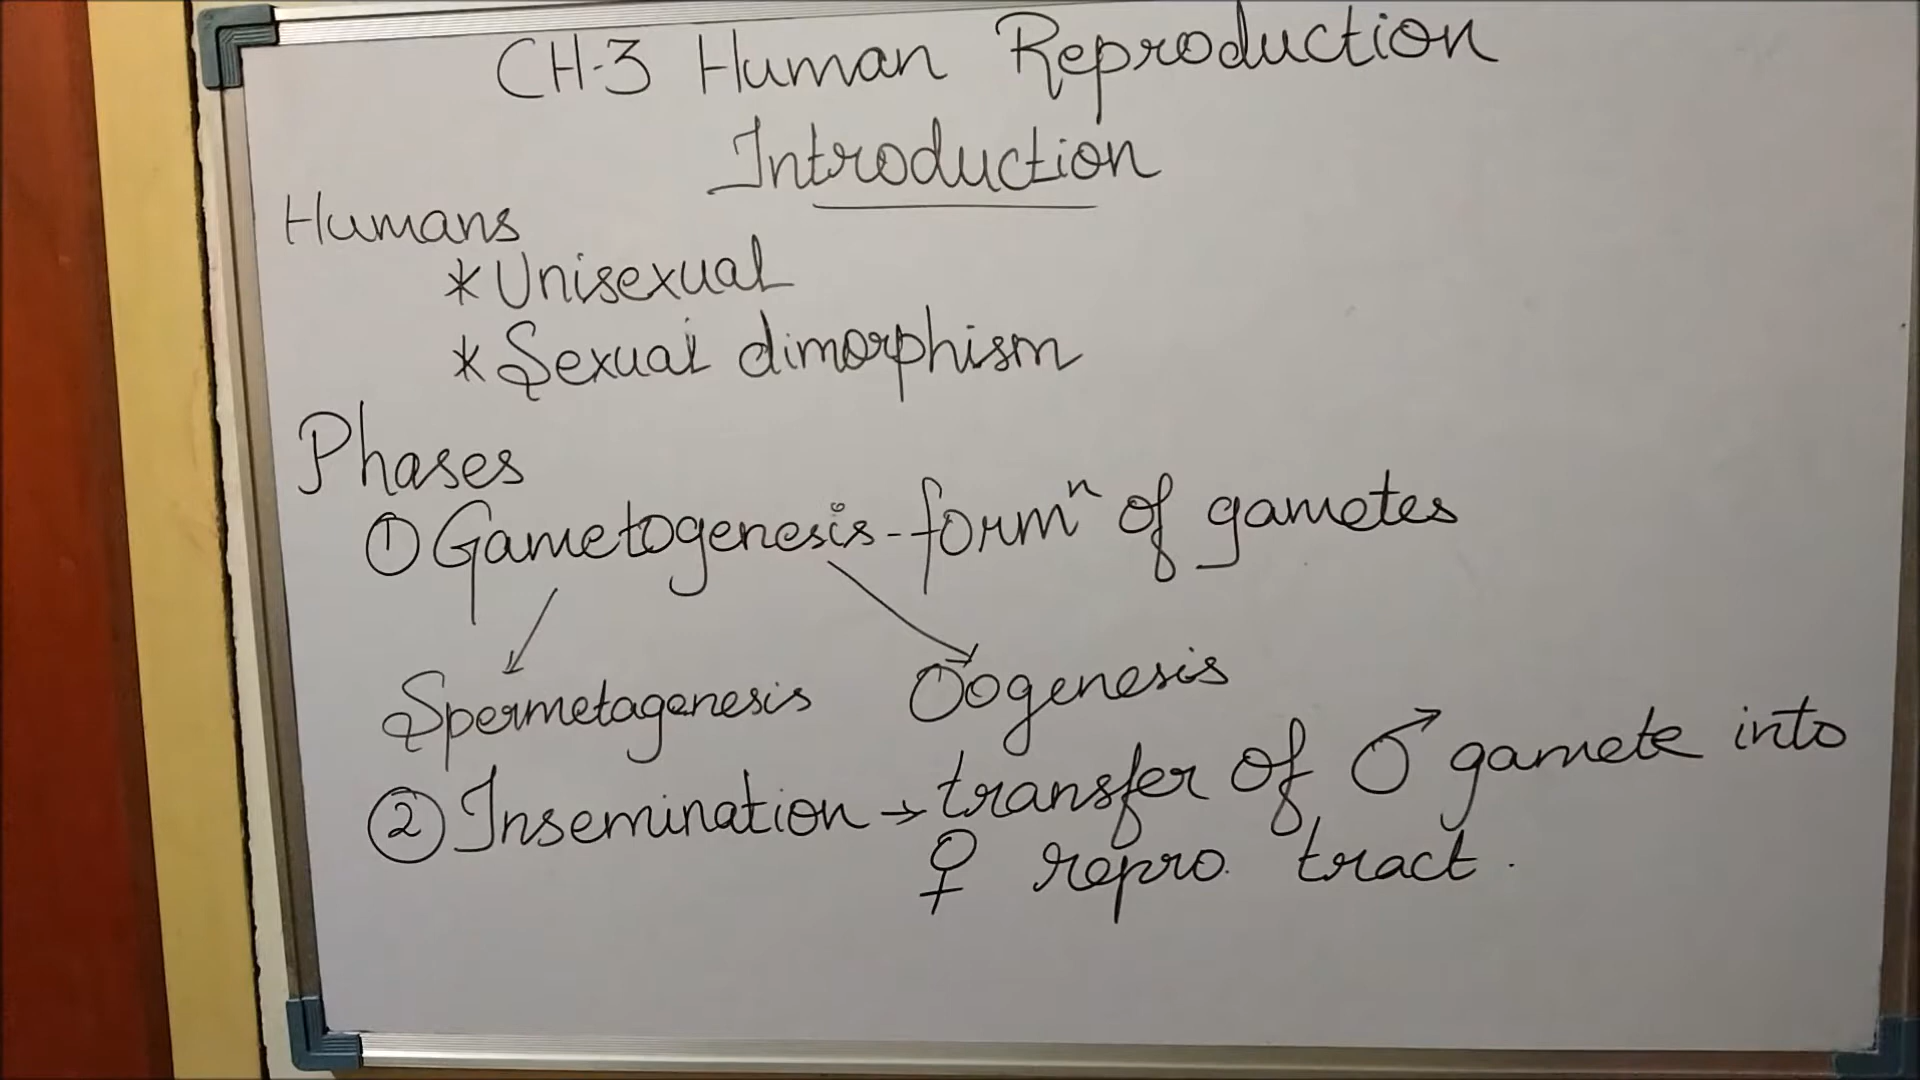 CH-3 Human Reproduction
Introduction
Humans
* Unisexual
* Sexual dimorphism
Phases
① Gametogenesis - formⁿ of gametes
Spermetagenesis Oogenesis
② Insemination → transfer of ♂ gamete into
♀ repro. tract.